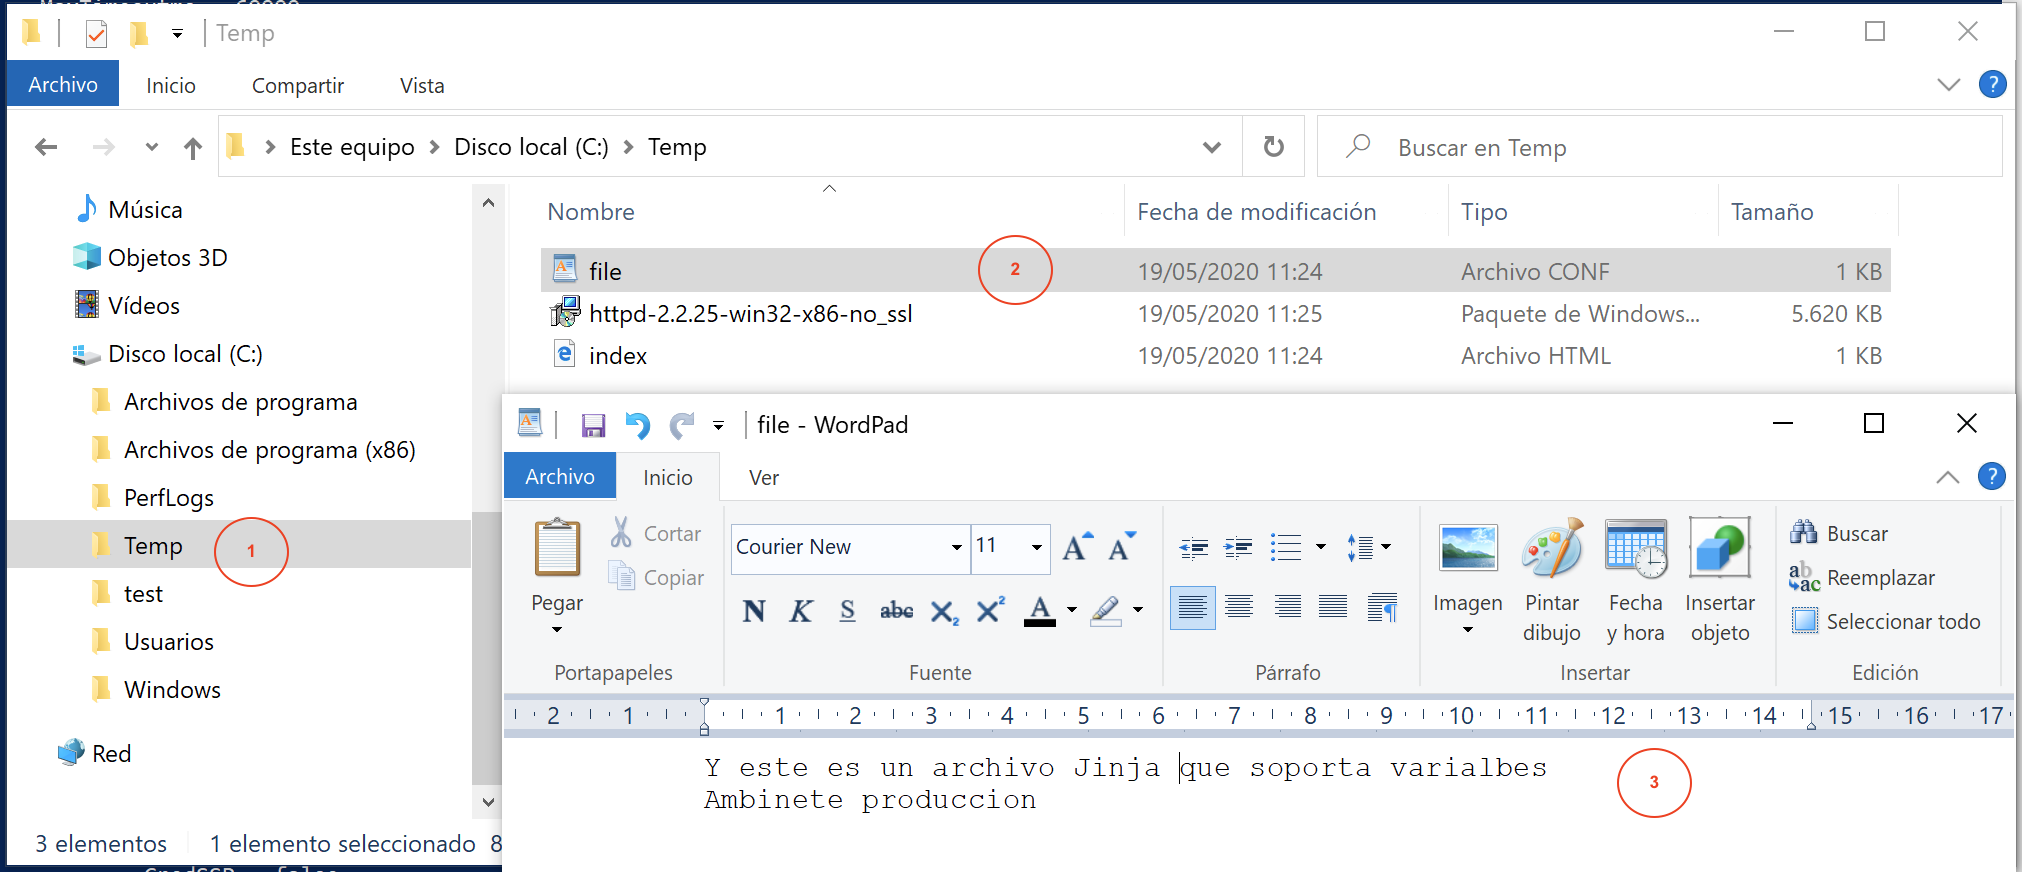 MaxTimeoutms   60000
Temp
Archivo Inicio Compartir Vista ?
Este equipo Disco local (C:) Temp Buscar en Temp
Música
Objetos 3D
Vídeos
Disco local (C:)
Archivos de programa
Archivos de programa (x86)
PerfLogs
Temp 1
test
Usuarios
Windows
Red
Nombre Fecha de modificación Tipo Tamaño
file 2 19/05/2020 11:24 Archivo CONF 1 KB
httpd-2.2.25-win32-x86-no_ssl 19/05/2020 11:25 Paquete de Windows... 5.620 KB
index 19/05/2020 11:24 Archivo HTML 1 KB
file - WordPad
Archivo Inicio Ver ?
Pegar
Cortar
Copiar
Portapapeles
Courier New 11 A A
N K S abc X₂ X² A
Fuente
Párrafo
Imagen
Pintar dibujo
Fecha y hora
Insertar objeto
Insertar
Buscar
Reemplazar
Seleccionar todo
Edición
2 1 1 2 3 4 5 6 7 8 9 10 11 12 13 14 15 16 17
Y este es un archivo Jinja que soporta varialbes
Ambinete produccion
3
3 elementos 1 elemento seleccionado 8